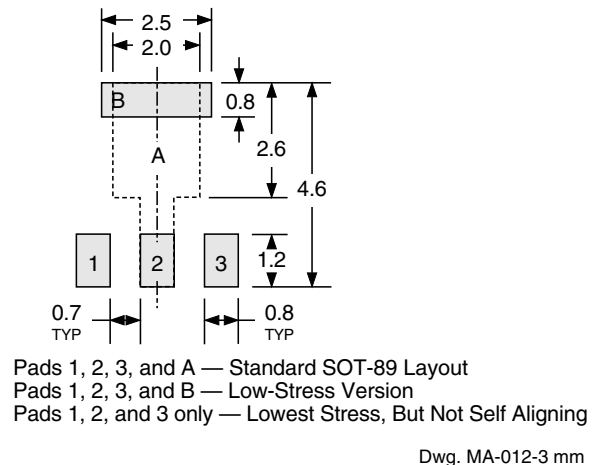 2.5
2.0
B
0.8
A
2.6
4.6
1
2
3
1.2
0.7
TYP
0.8
TYP
Pads 1, 2, 3, and A — Standard SOT-89 Layout
Pads 1, 2, 3, and B — Low-Stress Version
Pads 1, 2, and 3 only — Lowest Stress, But Not Self Aligning
Dwg. MA-012-3 mm